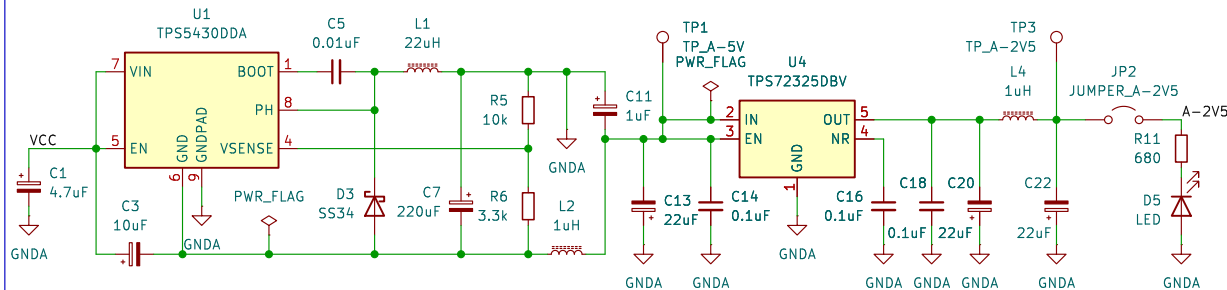 U1
TPS5430DDA
7
VIN
BOOT
1
PH
8
5
EN
GND
GNDPAD
VSENSE
4
6
9
VCC
C1
4.7uF
GNDA
C3
10uF
GNDA
PWR_FLAG
C5
0.01uF
L1
22uH
D3
SS34
C7
220uF
R5
10k
R6
3.3k
GNDA
L2
1uH
C11
1uF
TP1
TP_A-5V
PWR_FLAG
U4
TPS72325DBV
2
IN
OUT
5
3
EN
NR
4
GND
1
GNDA
C13
22uF
GNDA
C14
0.1uF
GNDA
C16
0.1uF
GNDA
C18
0.1uF
GNDA
C20
22uF
GNDA
L4
1uH
TP3
TP_A-2V5
C22
22uF
GNDA
JP2
JUMPER_A-2V5
A-2V5
R11
680
D5
LED
GNDA